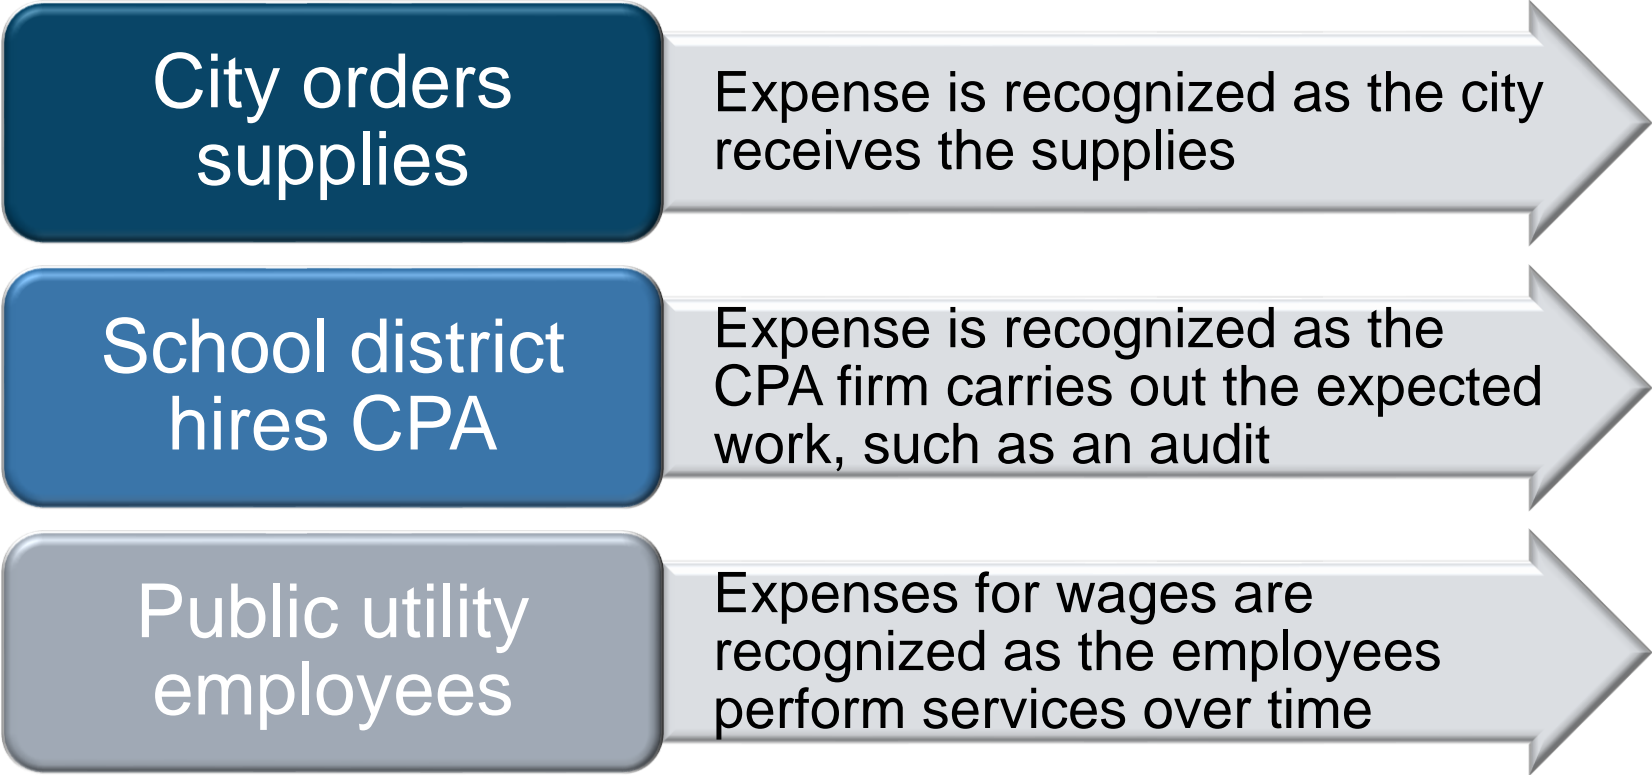 City orders
supplies
Expense is recognized as the city
receives the supplies
School district
hires CPA
Expense is recognized as the
CPA firm carries out the expected
work, such as an audit
Public utility
employees
Expenses for wages are
recognized as the employees
perform services over time